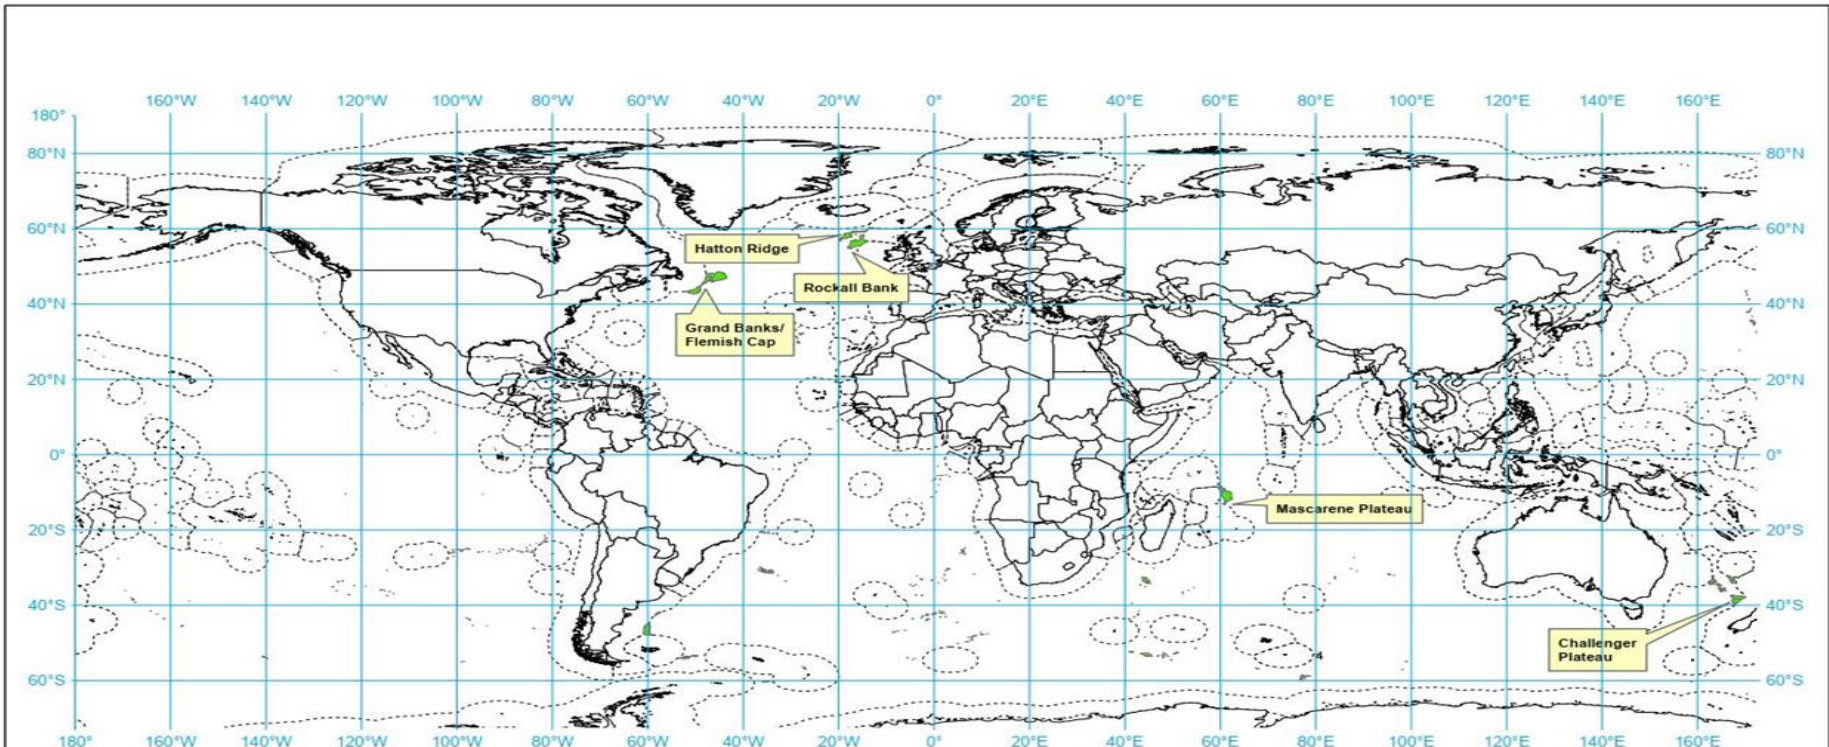 160°W 140°W 120°W 100°W 80°W 60°W 40°W 20°W 0° 20°E 40°E 60°E 80°E 100°E 120°E 140°E 160°E
180°
80°N 80°N
60°N 60°N
Hatton Ridge
Rockall Bank
40°N 40°N
Grand Banks/
Flemish Cap
20°N 20°N
0° 0°
Mascarene Plateau
20°S 20°S
40°S 40°S
Challenger
Plateau
4
60°S 60°S
180° 160°W 140°W 120°W 100°W 80°W 60°W 40°W 20°W 0° 20°E 40°E 60°E 80°E 100°E 120°E 140°E 160°E